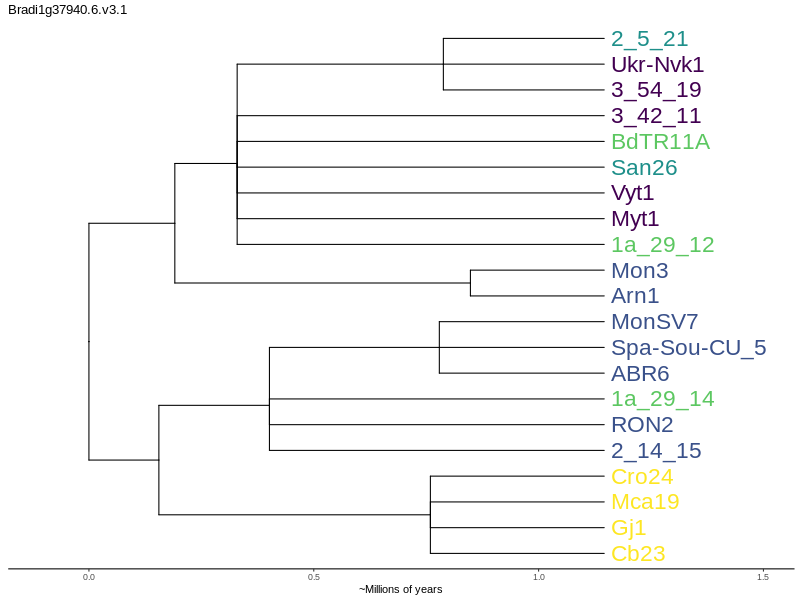 Bradi1g37940.6.v3.1
2_5_21
Ukr-Nvk1
3_54_19
3_42_11
BdTR11A
San26
Vyt1
Myt1
1a_29_12
Mon3
Arn1
MonSV7
Spa-Sou-CU_5
ABR6
1a_29_14
RON2
2_14_15
Cro24
Mca19
Gj1
Cb23
0.0 0.5 1.0 1.5
~Millions of years